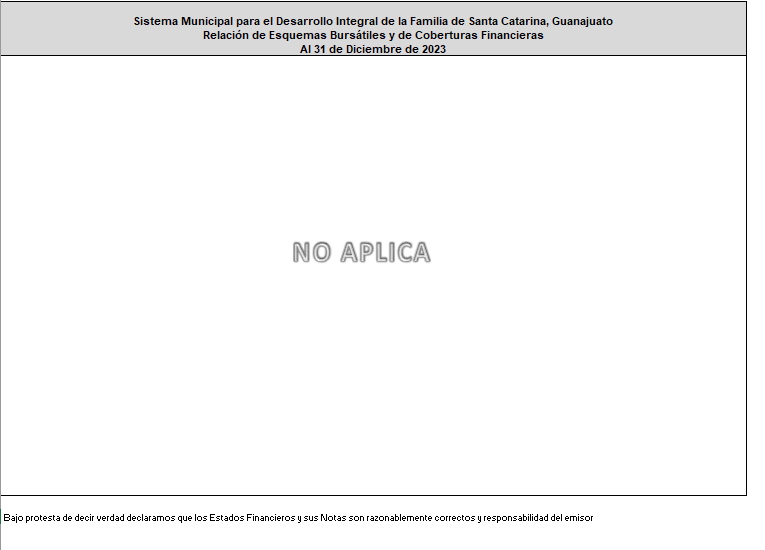 Sistema Municipal para el Desarrollo Integral de la Familia de Santa Catarina, Guanajuato
Relación de Esquemas Bursátiles y de Coberturas Financieras
Al 31 de Diciembre de 2023
NO APLICA
Bajo protesta de decir verdad declaramos que los Estados Financieros y sus Notas son razonablemente correctos y responsabilidad del emisor